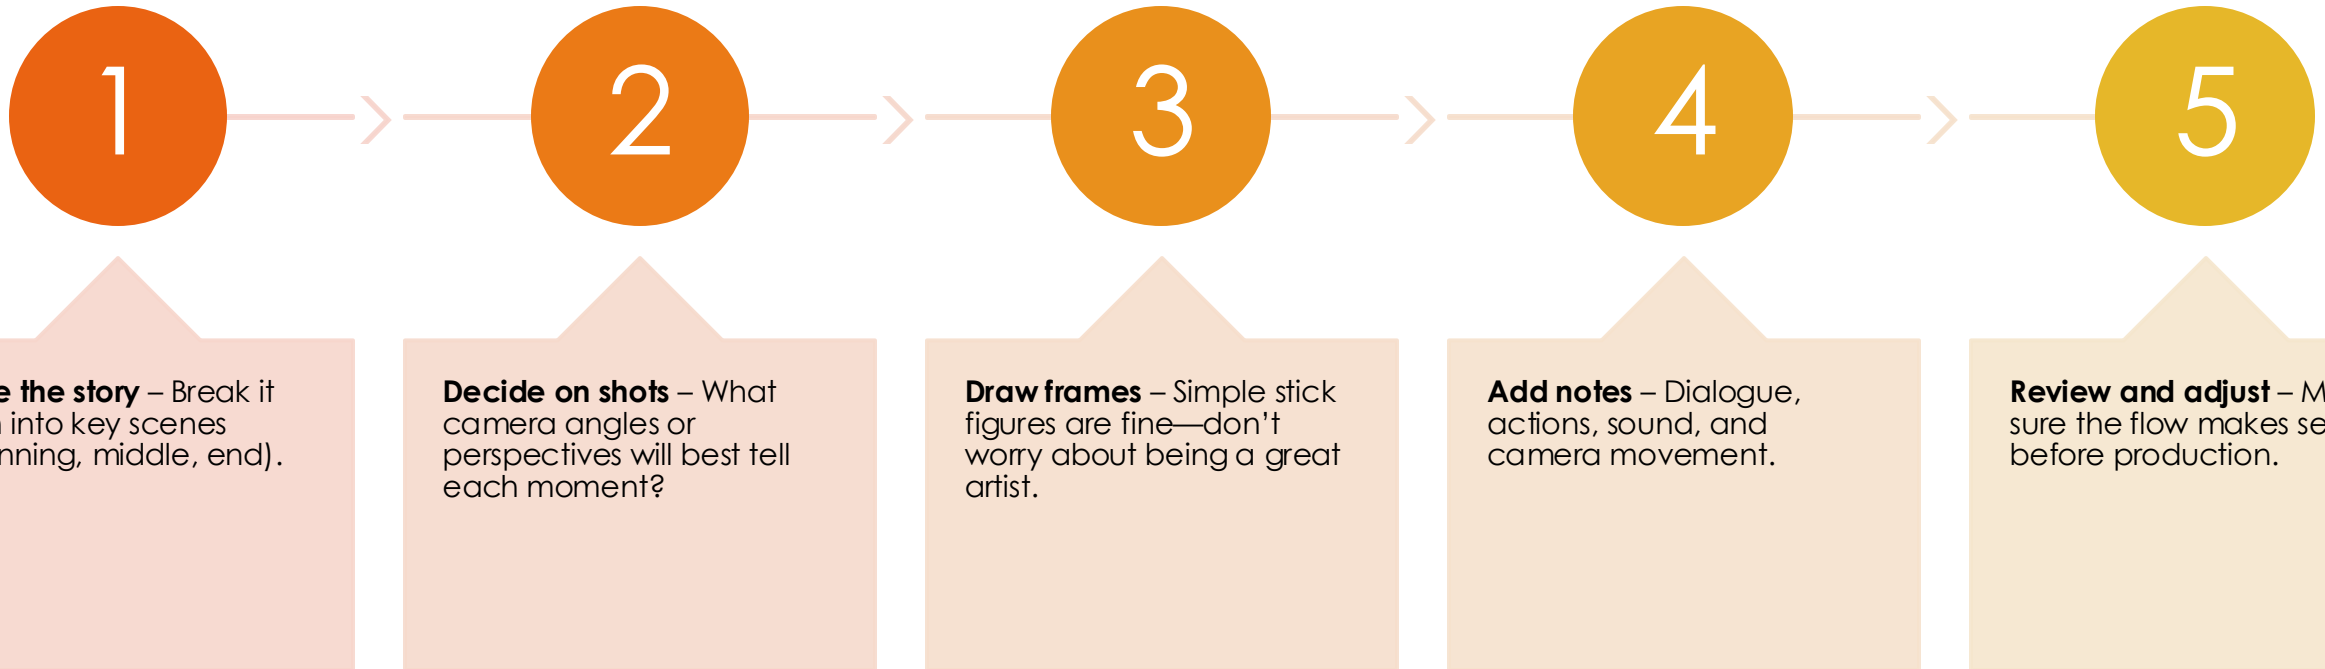 1
2
3
4
5
the story – Break it
into key scenes
middle, end).
Decide on shots – What
camera angles or
perspectives will best tell
each moment?
Draw frames – Simple stick
figures are fine—don’t
worry about being a great
artist.
Add notes – Dialogue,
actions, sound, and
camera movement.
Review and adjust –
sure the flow makes
before production.